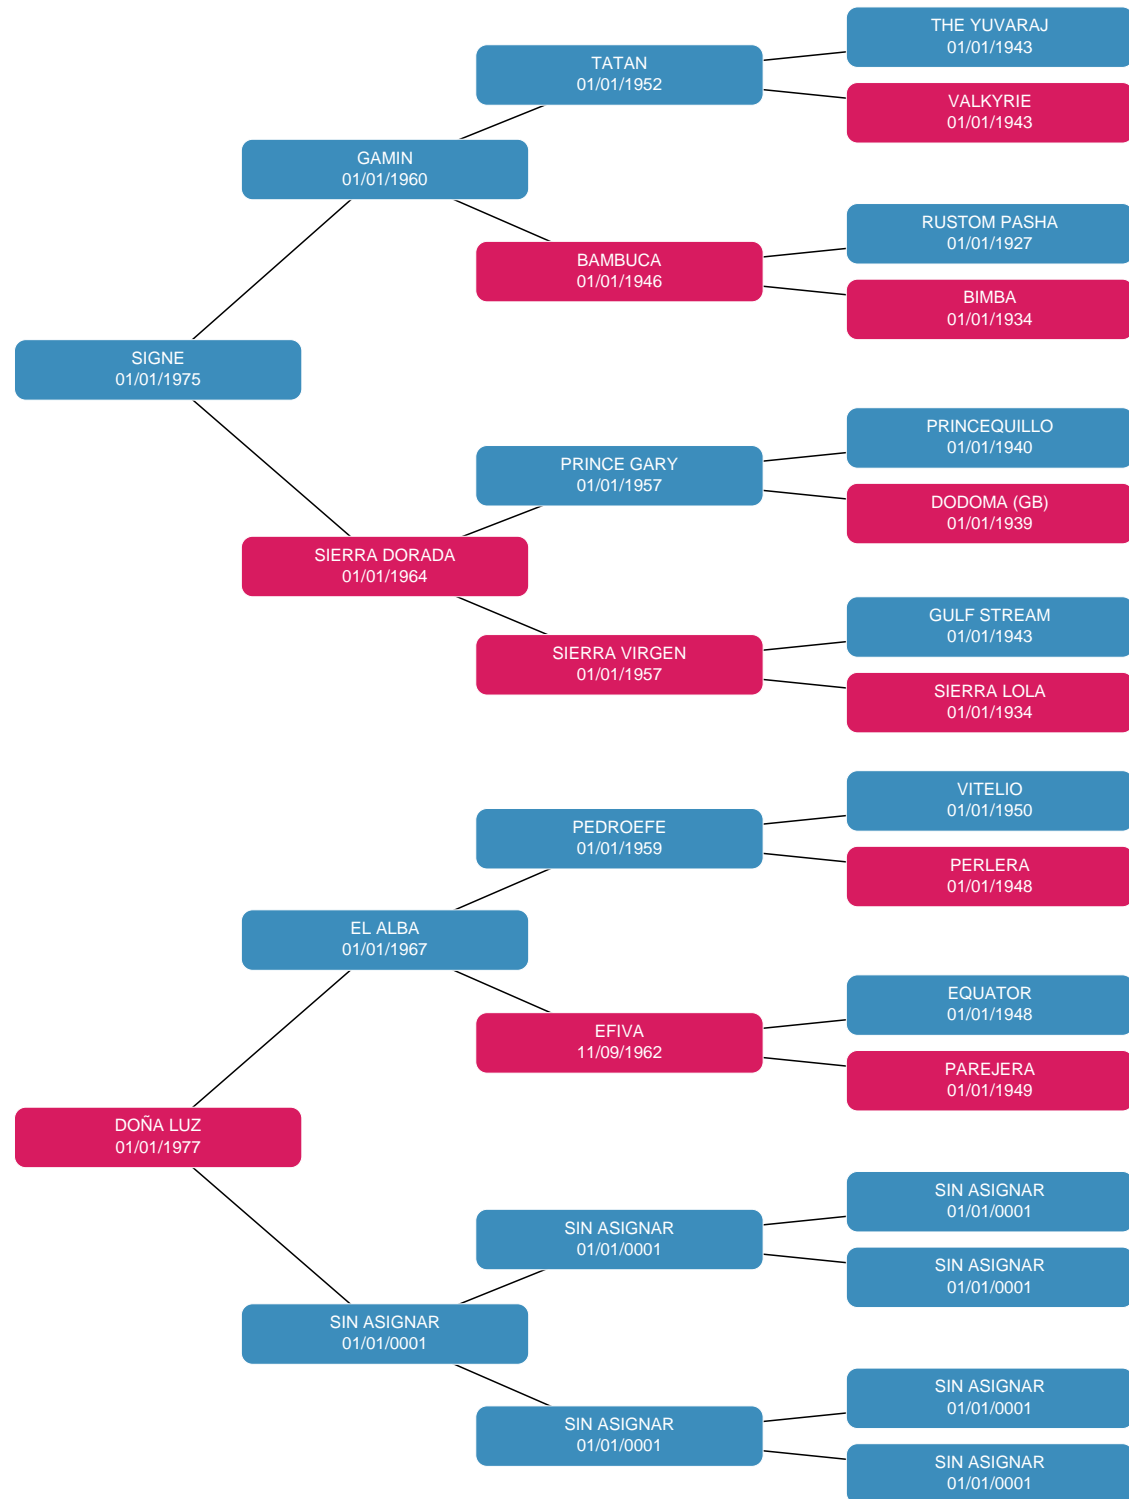 THE YUVARAJ
01/01/1943
TATAN
01/01/1952
VALKYRIE
01/01/1943
GAMIN
01/01/1960
RUSTOM PASHA
01/01/1927
BAMBUCA
01/01/1946
BIMBA
01/01/1934
SIGNE
01/01/1975
PRINCEQUILLO
01/01/1940
PRINCE GARY
01/01/1957
DODOMA (GB)
01/01/1939
SIERRA DORADA
01/01/1964
GULF STREAM
01/01/1943
SIERRA VIRGEN
01/01/1957
SIERRA LOLA
01/01/1934
VITELIO
01/01/1950
PEDROEFE
01/01/1959
PERLERA
01/01/1948
EL ALBA
01/01/1967
EQUATOR
01/01/1948
EFIVA
11/09/1962
PAREJERA
01/01/1949
DOÑA LUZ
01/01/1977
SIN ASIGNAR
01/01/0001
SIN ASIGNAR
01/01/0001
SIN ASIGNAR
01/01/0001
SIN ASIGNAR
01/01/0001
SIN ASIGNAR
01/01/0001
SIN ASIGNAR
01/01/0001
SIN ASIGNAR
01/01/0001